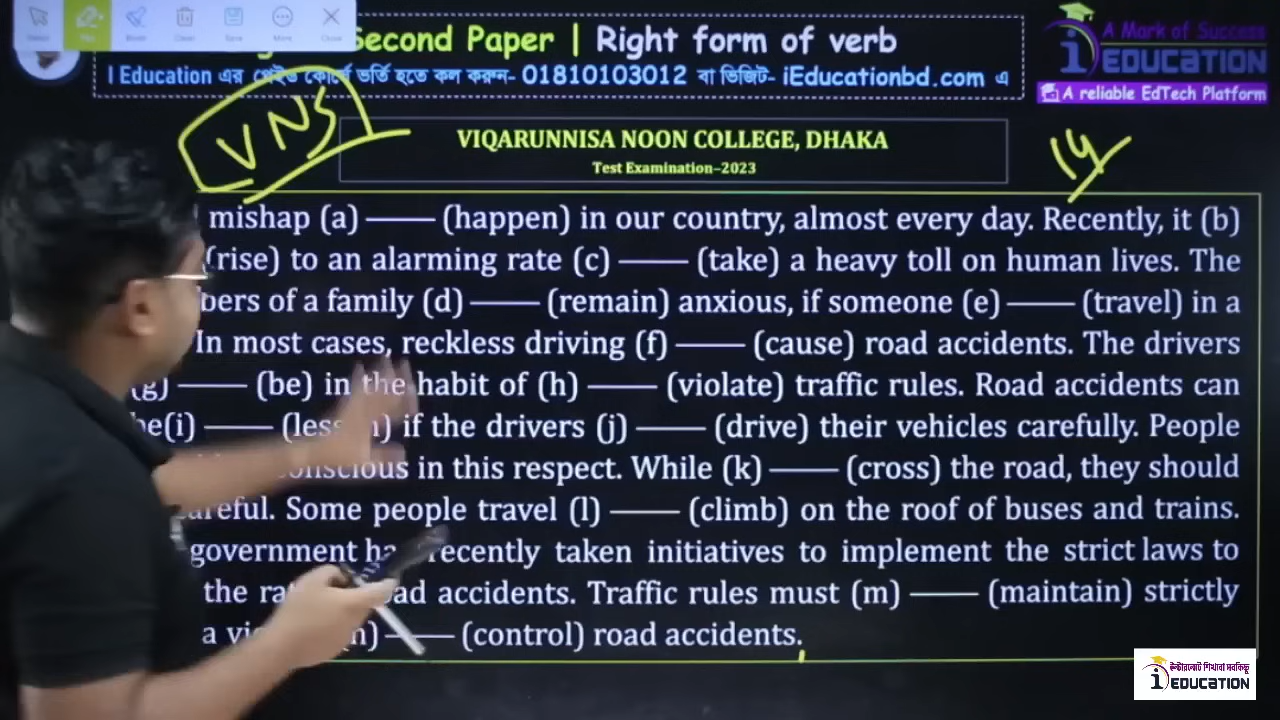 Second Paper | Right form of verb
A Mark of Success
iEDUCATION
A reliable EdTech Platform
I Education এর পেইড কোর্সে ভর্তি হতে কল করুন- 01810103012 বা ভিজিট- iEducationbd.com এ
VNS
VIQARUNNISA NOON COLLEGE, DHAKA
14
Test Examination–2023
mishap (a) —— (happen) in our country, almost every day. Recently, it (b)
(rise) to an alarming rate (c) —— (take) a heavy toll on human lives. The
of a family (d) —— (remain) anxious, if someone (e) —— (travel) in a
In most cases, reckless driving (f) —— (cause) road accidents. The drivers
(g) —— (be) in the habit of (h) —— (violate) traffic rules. Road accidents can
be(i) —— if the drivers (j) —— (drive) their vehicles carefully. People
conscious in this respect. While (k) —— (cross) the road, they should
Some people travel (l) —— (climb) on the roof of buses and trains.
government recently taken initiatives to implement the strict laws to
the road accidents. Traffic rules must (m) —— (maintain) strictly
a —— (control) road accidents.
iEDUCATION